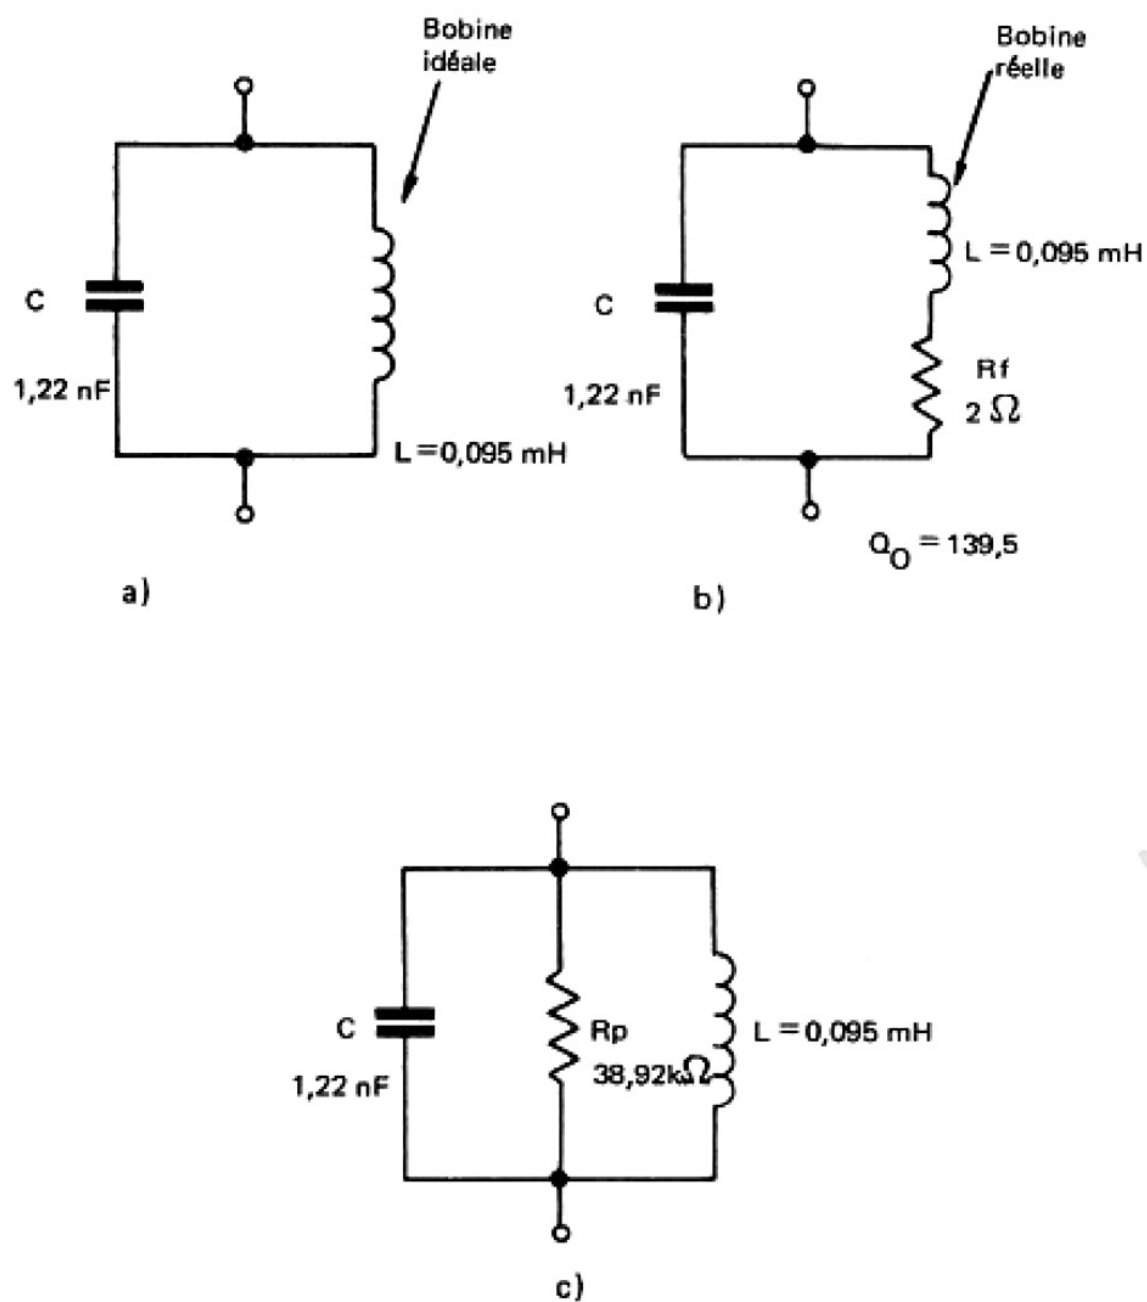 Bobine
idéale
C
1,22 nF
L=0,095 mH
a)
Bobine
réelle
L = 0,095 mH
C
1,22 nF
Rf
2 Ω
Q_O = 139,5
b)
C
1,22 nF
Rp
38,92kΩ
L = 0,095 mH
c)